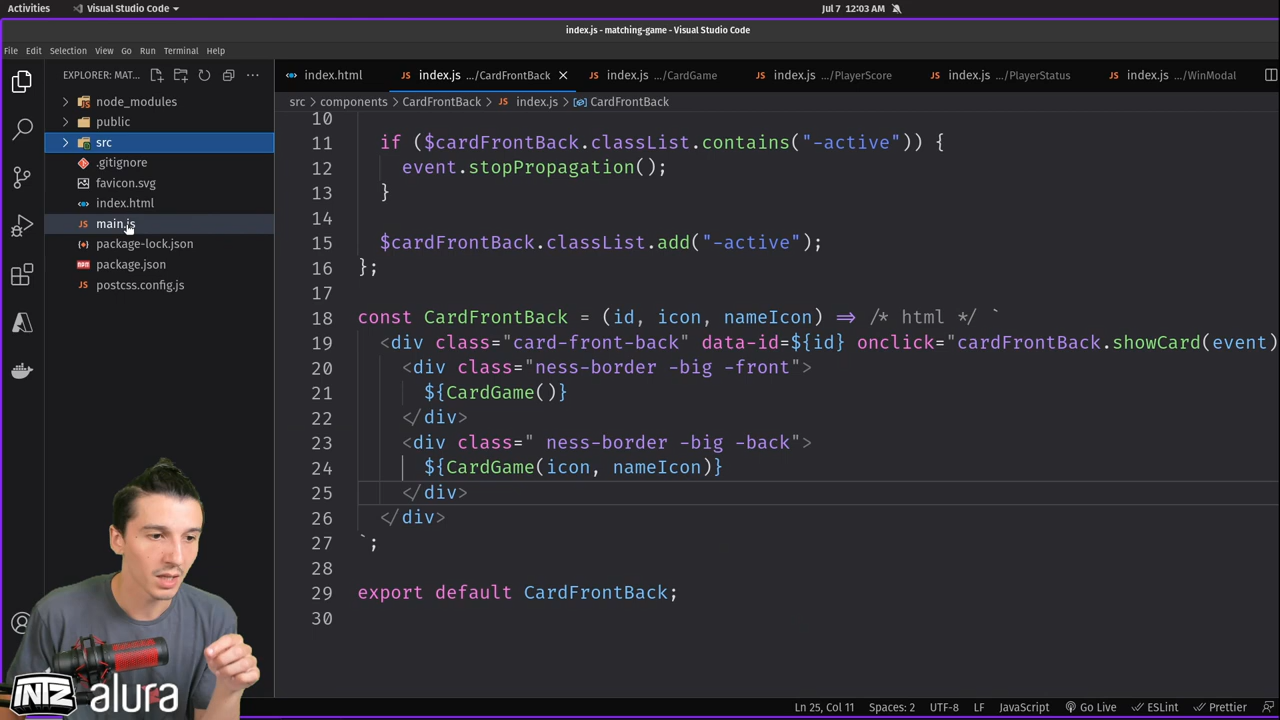 Activities
Visual Studio Code
Jul 7 12:03 AM
index.js - matching-game - Visual Studio Code
File Edit Selection View Go Run Terminal Help
EXPLORER: MAT...
index.html
index.js .../CardFrontBack
index.js .../CardGame
index.js .../PlayerScore
index.js .../PlayerStatus
index.js .../WinModal
node_modules
public
src
.gitignore
favicon.svg
index.html
main.js
package-lock.json
package.json
postcss.config.js
src > components > CardFrontBack > index.js > CardFrontBack
10
11 if ($cardFrontBack.classList.contains("-active")) {
12 event.stopPropagation();
13 }
14
15 $cardFrontBack.classList.add("-active");
16 };
17
18 const CardFrontBack = (id, icon, nameIcon) => /* html */ `
19 <div class="card-front-back" data-id=${id} onclick="cardFrontBack.showCard(event)
20 <div class="ness-border -big -front">
21 ${CardGame()}
22 </div>
23 <div class=" ness-border -big -back">
24 ${CardGame(icon, nameIcon)}
25 </div>
26 </div>
27 `;
28
29 export default CardFrontBack;
30
INTZ alura
Ln 25, Col 11 Spaces: 2 UTF-8 LF JavaScript Go Live ESLint Prettier